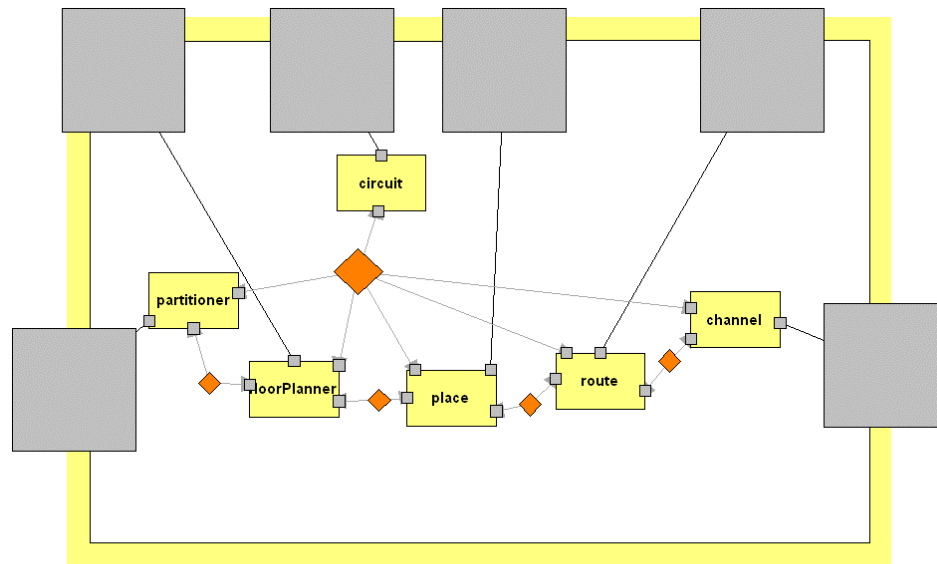 circuit
partitioner
channel
loorPlanner
place
route